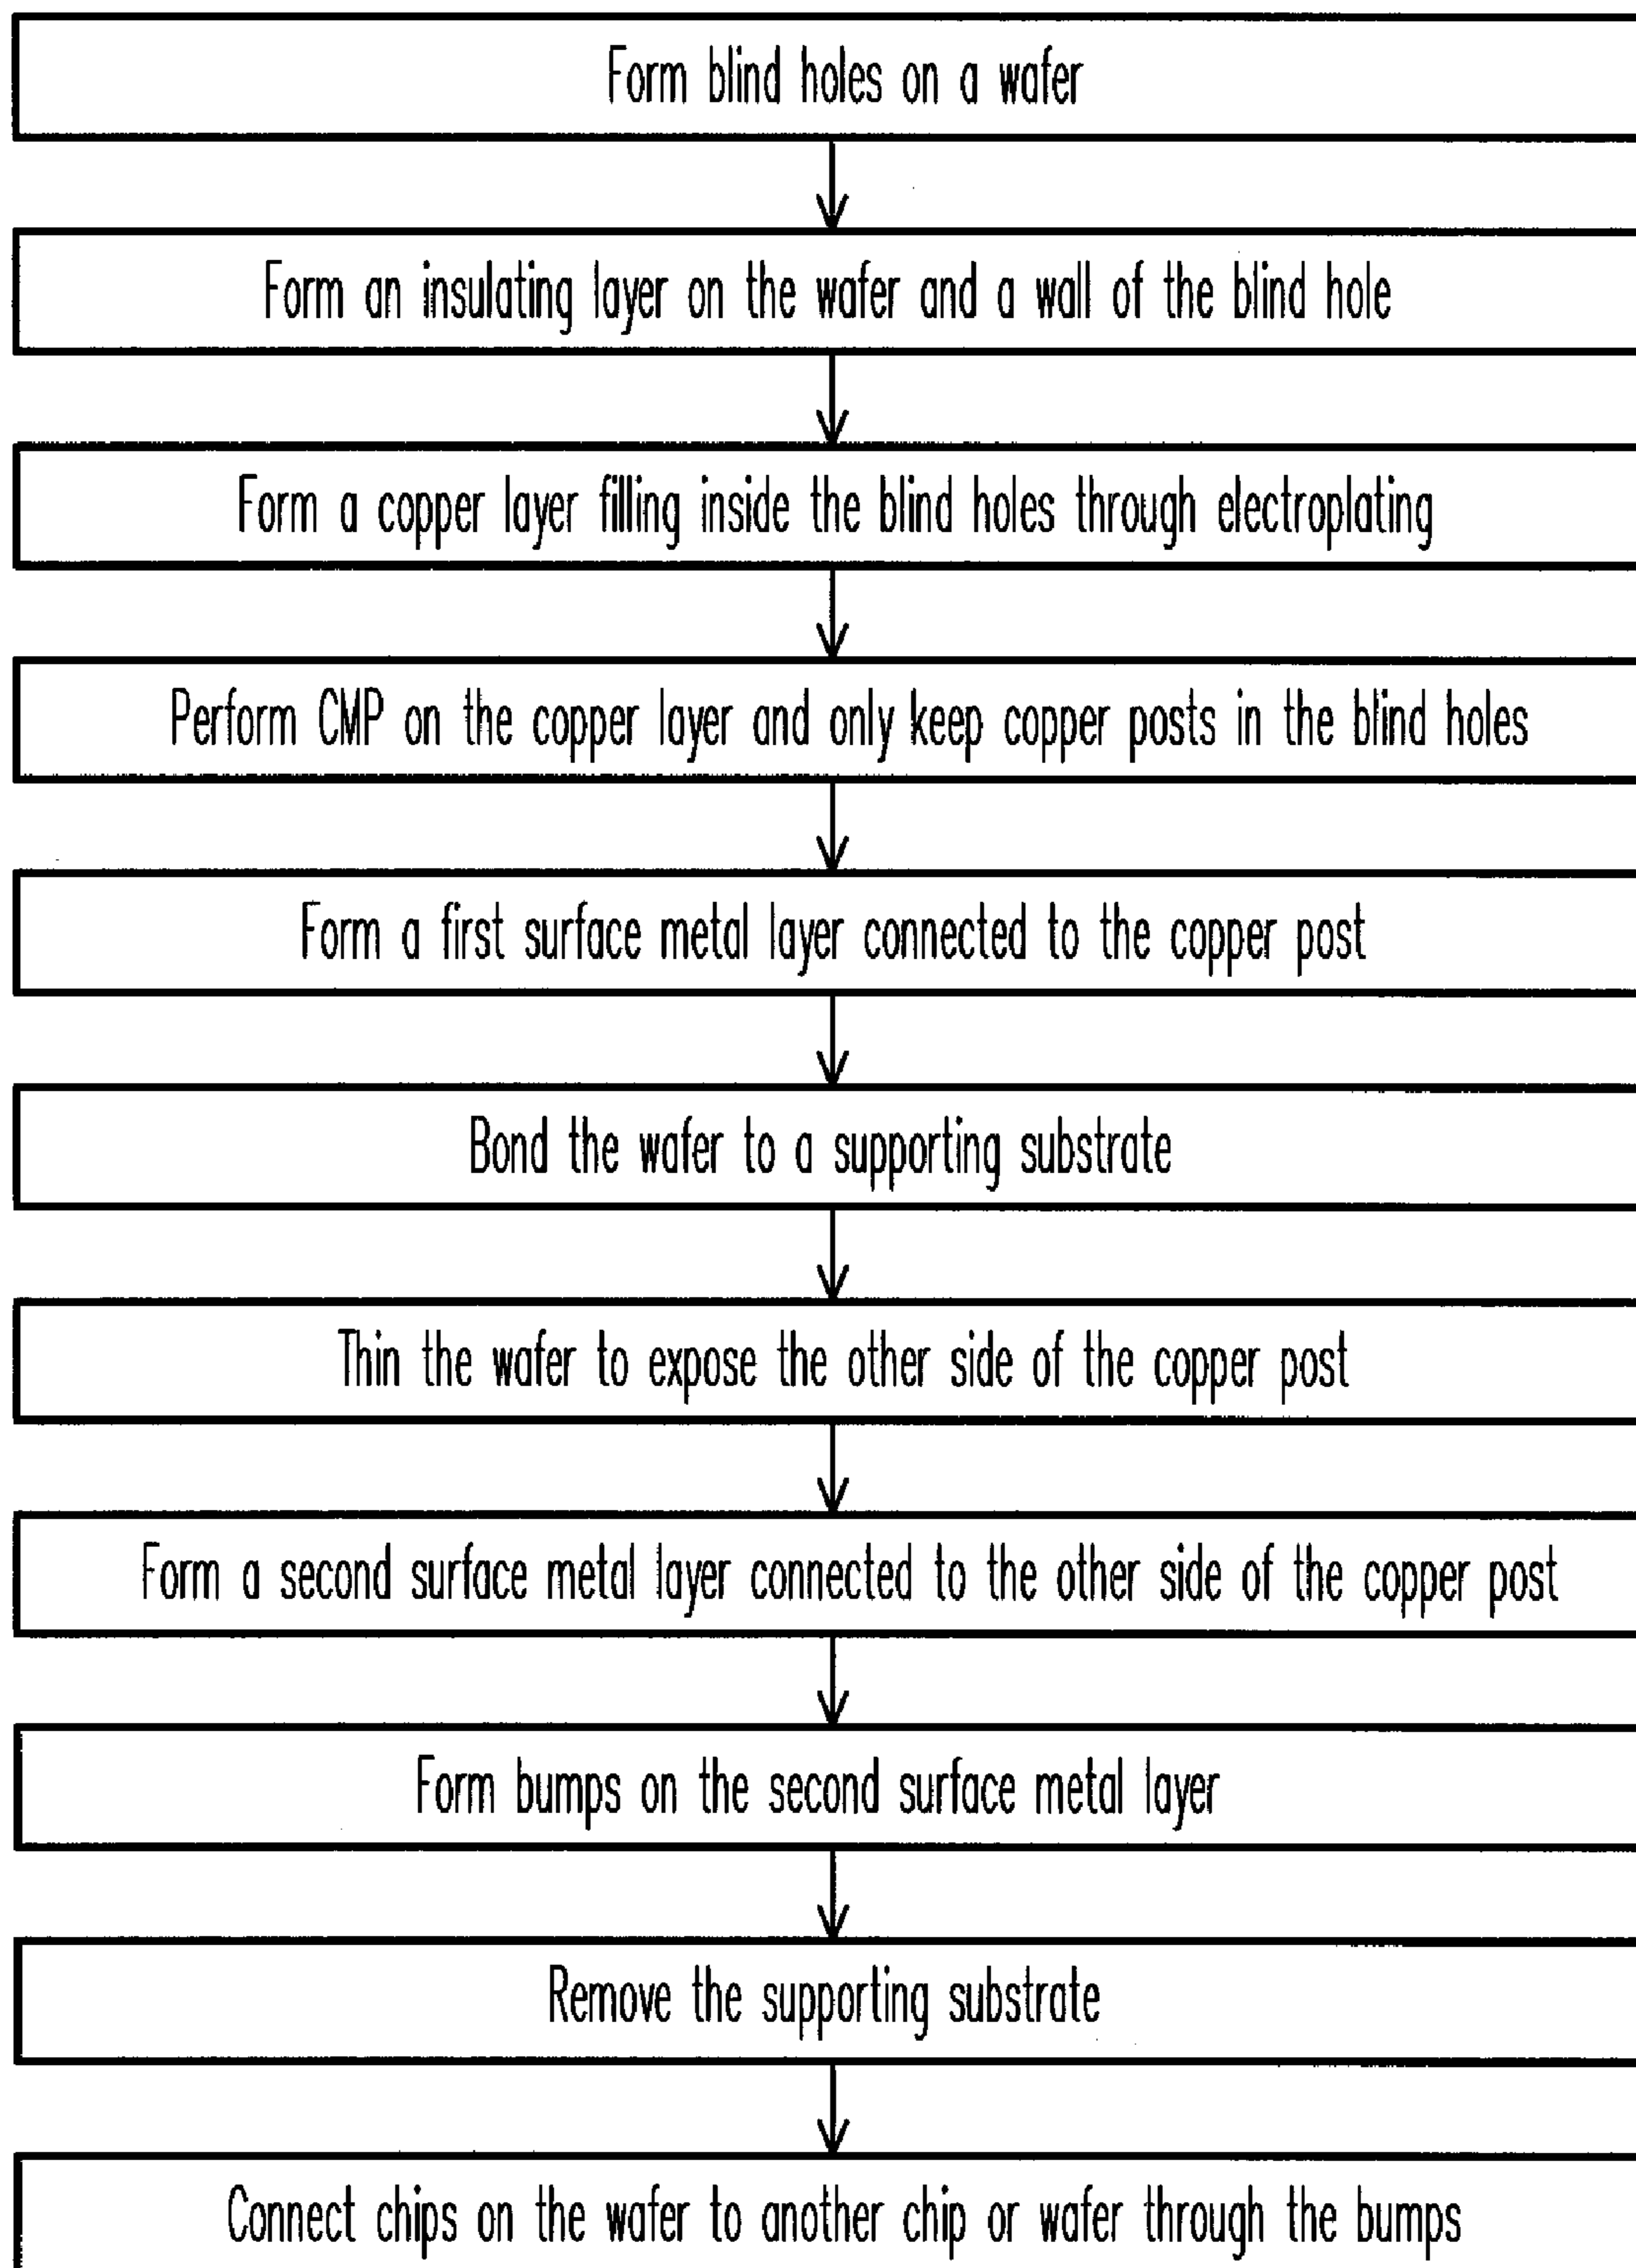 Form blind holes on a wafer
Form an insulating layer on the wafer and a wall of the blind hole
Form a copper layer filling inside the blind holes through electroplating
Perform CMP on the copper layer and only keep copper posts in the blind holes
Form a first surface metal layer connected to the copper post
Bond the wafer to a supporting substrate
Thin the wafer to expose the other side of the copper post
Form a second surface metal layer connected to the other side of the copper post
Form bumps on the second surface metal layer
Remove the supporting substrate
Connect chips on the wafer to another chip or wafer through the bumps